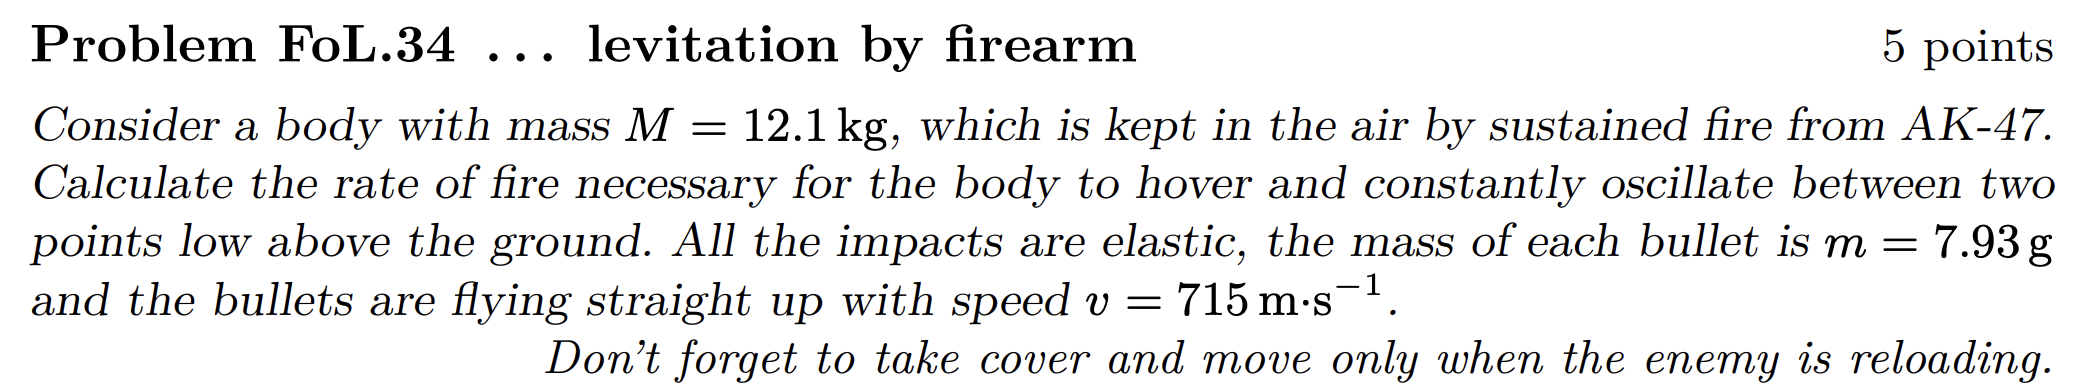 Problem FoL.34 ... levitation by firearm 5 points
Consider a body with mass M = 12.1 kg, which is kept in the air by sustained fire from AK-47.
Calculate the rate of fire necessary for the body to hover and constantly oscillate between two
points low above the ground. All the impacts are elastic, the mass of each bullet is m = 7.93 g
and the bullets are flying straight up with speed v = 715 m·s⁻¹.
Don't forget to take cover and move only when the enemy is reloading.